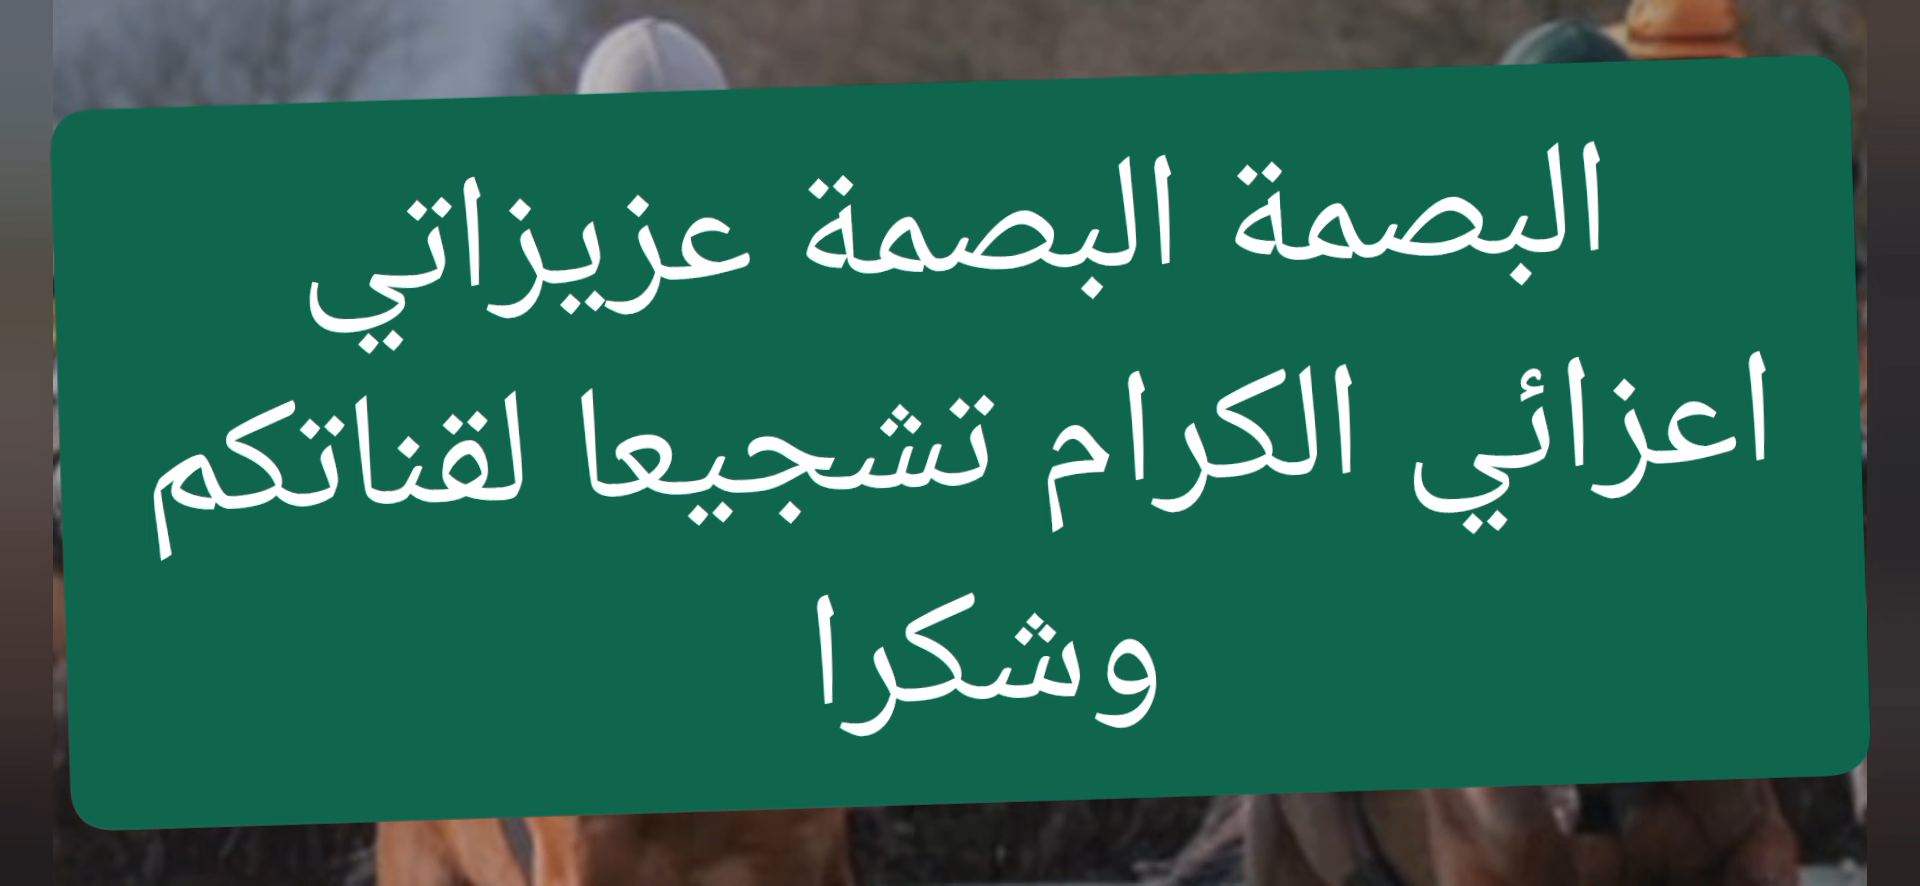 البصمة البصمة عزيزاتي
اعزائي الكرام تشجيعا لقناتكم
وشكرا